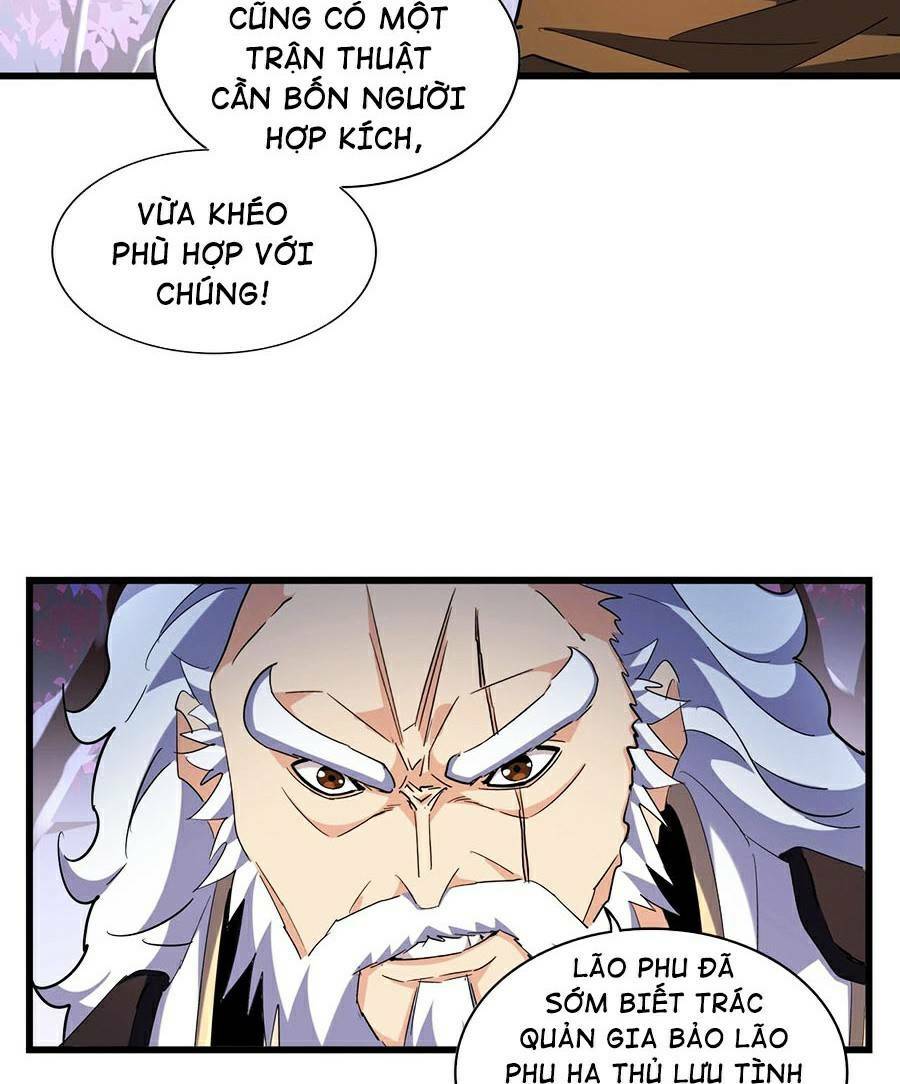 CŨNG CÓ MỘT
TRẬN THUẬT
CẦN BỐN NGƯỜI
HỢP KÍCH,
VỪA KHÉO
PHÙ HỢP VỚI
CHÚNG!
LÃO PHU ĐÃ
SỚM BIẾT TRÁC
QUẢN GIA BẢO LÃO
PHU HẠ THỦ LƯU TÌNH